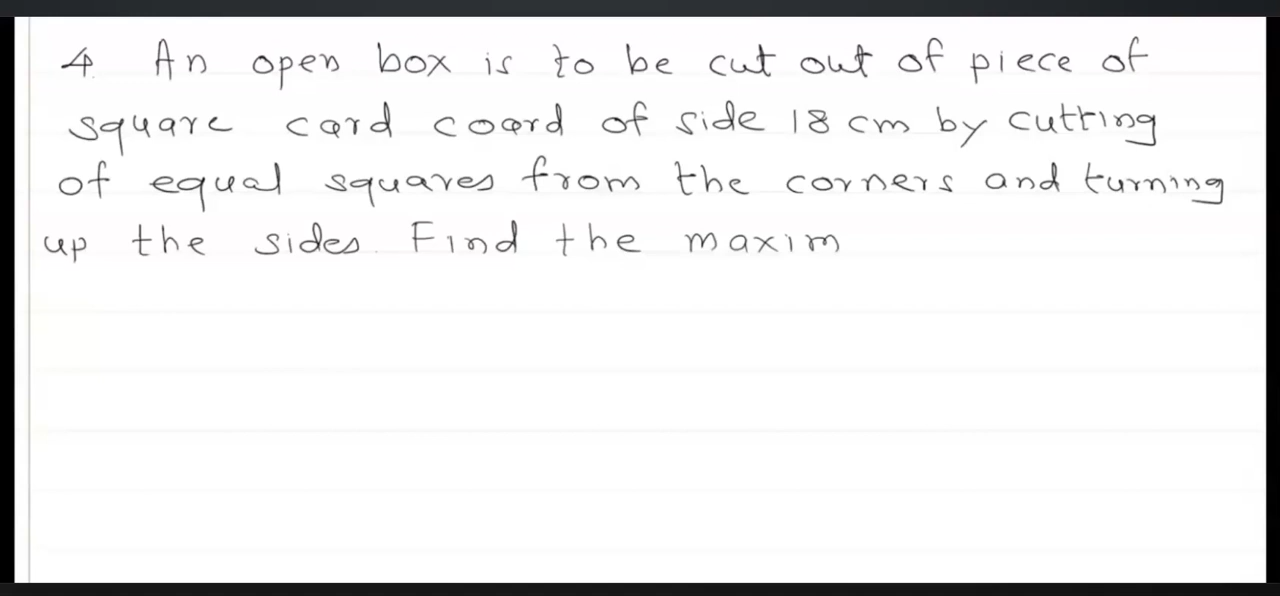 4. An open box is to be cut out of piece of
square card coard of side 18 cm by cutting
of equal squares from the corners and turning
up the sides. Find the maxim